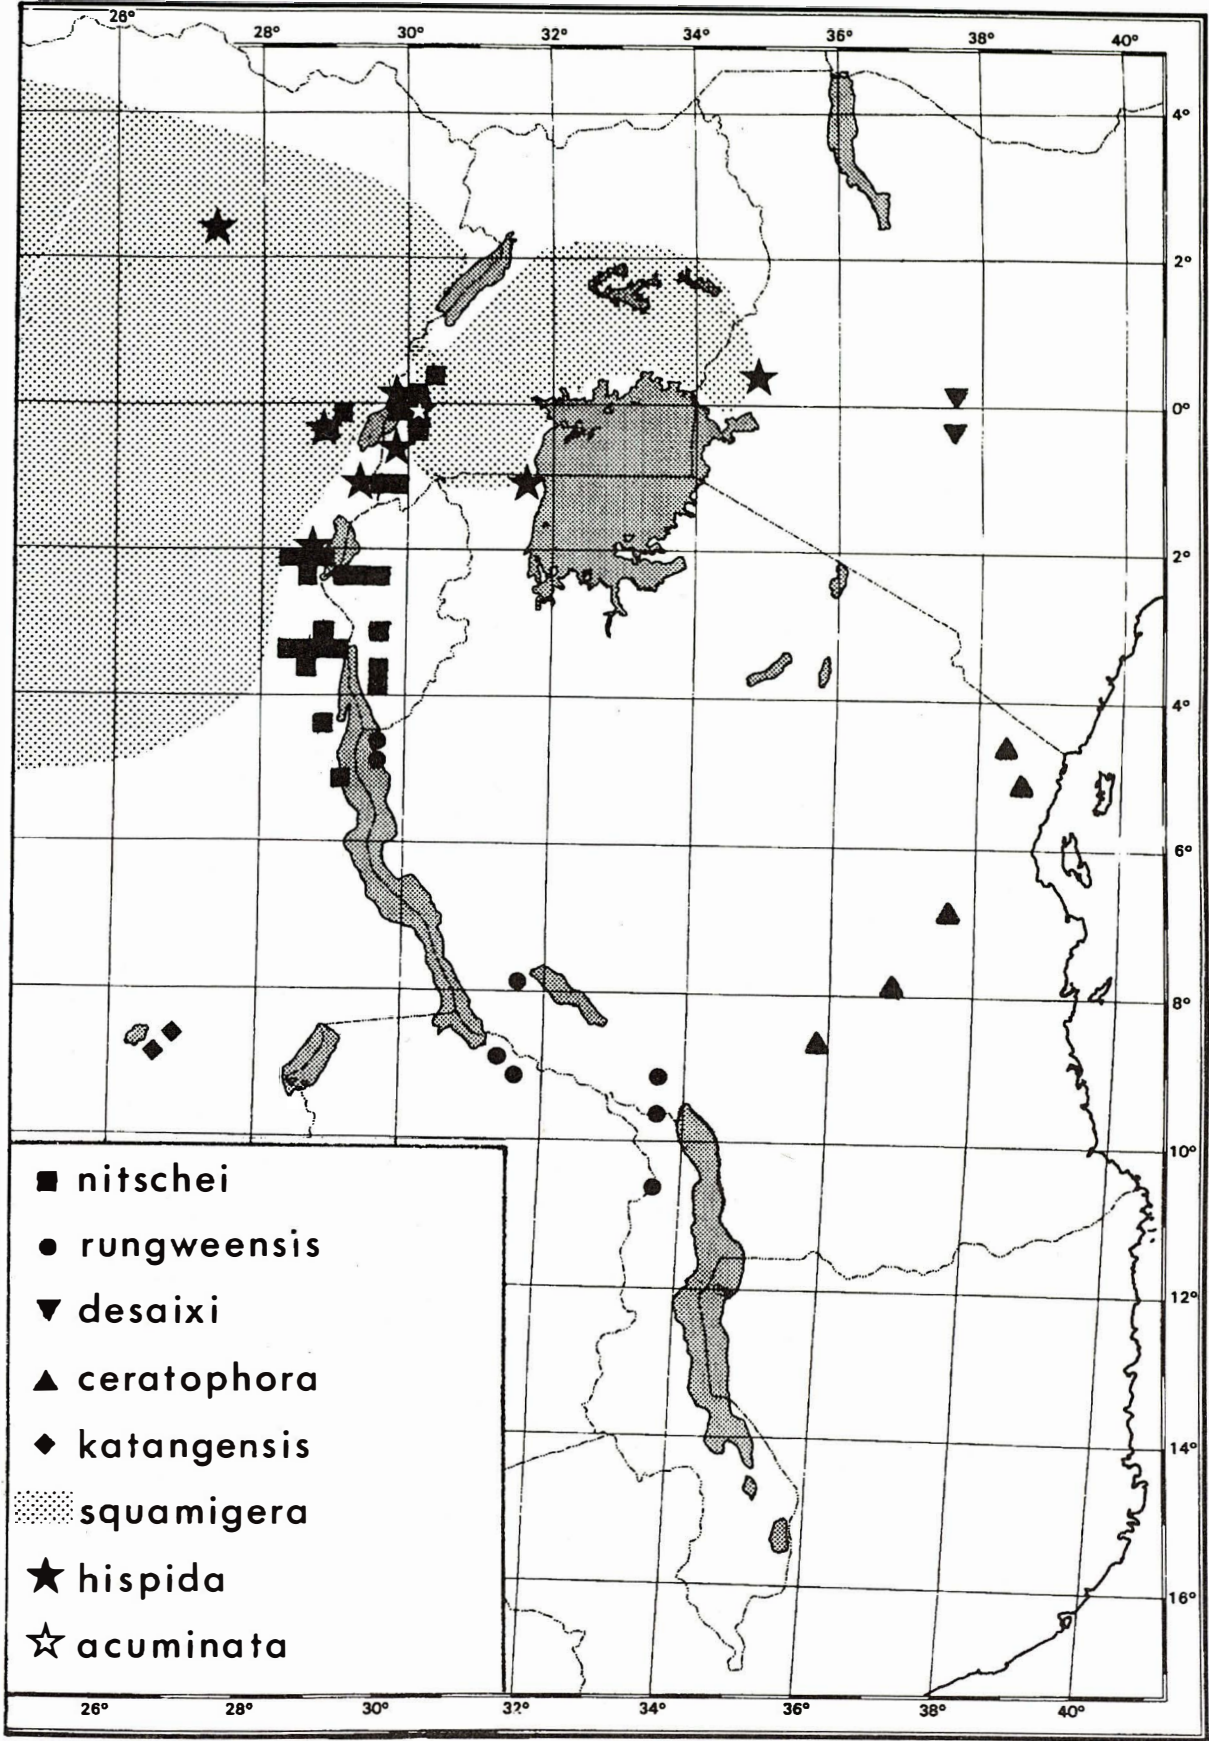 26°
28° 30° 32° 34° 36° 38° 40°
4°
2°
0°
2°
4°
6°
8°
10°
12°
14°
16°
nitschei
rungweensis
desaixi
ceratophora
katangensis
squamigera
hispida
acuminata
26° 28° 30° 32° 34° 36° 38° 40°